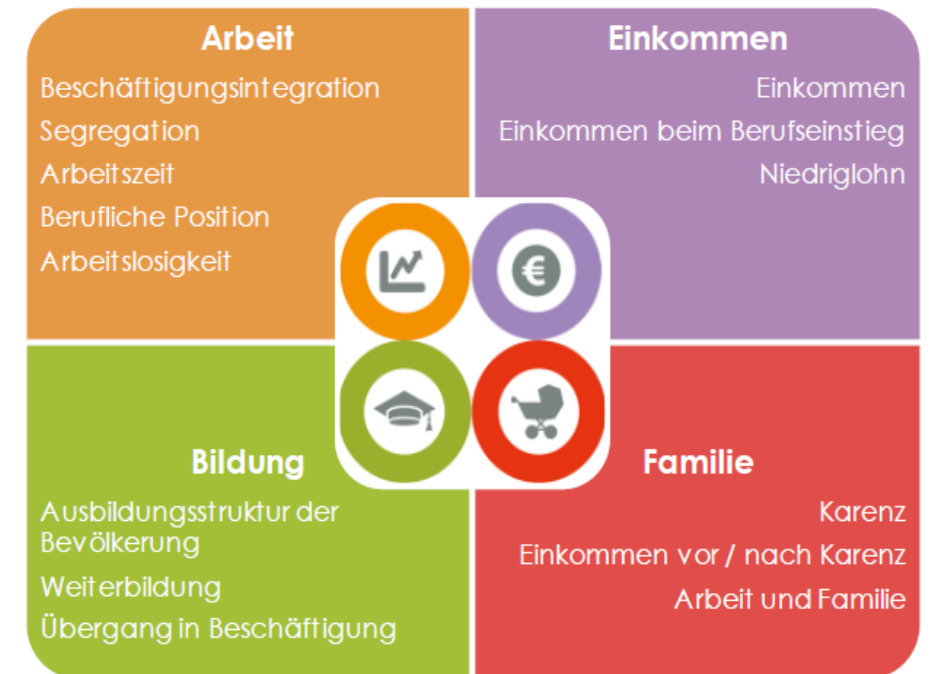 Arbeit
Beschäftigungsintegration
Segregation
Arbeitszeit
Berufliche Position
Arbeitslosigkeit
Einkommen
Einkommen
Einkommen beim Berufseinstieg
Niedriglohn
€
Bildung
Ausbildungsstruktur der
Bevölkerung
Weiterbildung
Übergang in Beschäftigung
Familie
Karenz
Einkommen vor / nach Karenz
Arbeit und Familie